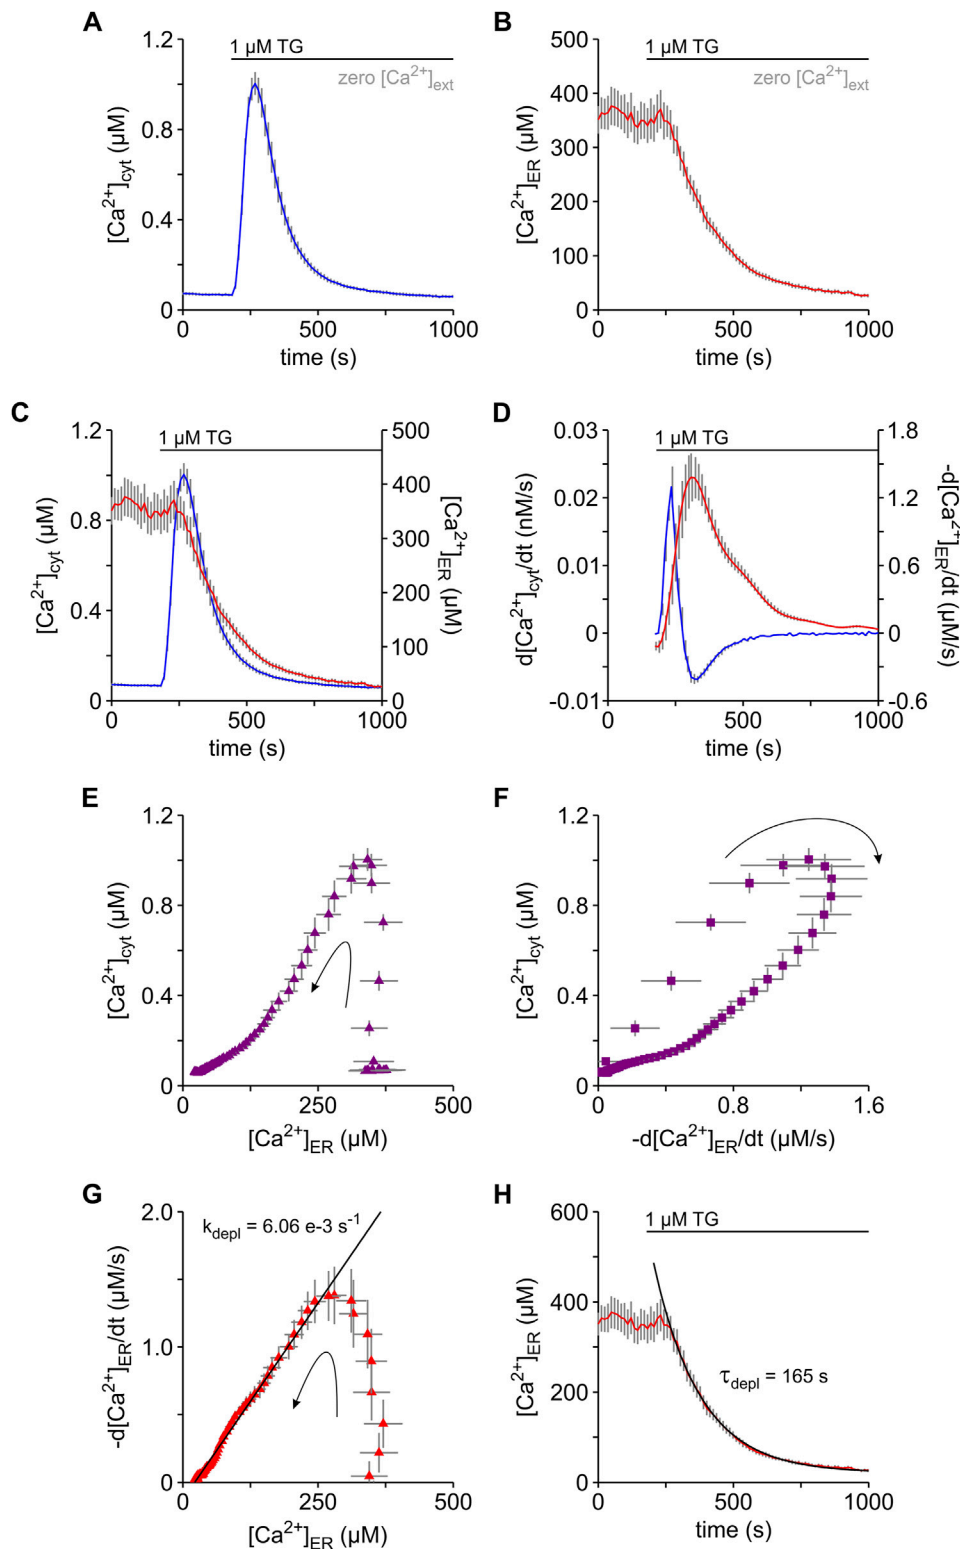 A
1 µM TG
zero [Ca²⁺]ext
[Ca²⁺]cyt (µM)
1.2
0.8
0.4
0
0 500 1000
time (s)
B
1 µM TG
zero [Ca²⁺]ext
[Ca²⁺]ER (µM)
500
400
300
200
100
0
0 500 1000
time (s)
C
1 µM TG
[Ca²⁺]cyt (µM)
1.2
0.8
0.4
0
500
400
300
200
100
0
[Ca²⁺]ER (µM)
0 500 1000
time (s)
D
1 µM TG
d[Ca²⁺]cyt/dt (nM/s)
0.03
0.02
0.01
0
-0.01
1.8
1.2
0.6
0
-0.6
-d[Ca²⁺]ER/dt (µM/s)
0 500 1000
time (s)
E
[Ca²⁺]cyt (µM)
1.2
0.8
0.4
0
0 250 500
[Ca²⁺]ER (µM)
F
[Ca²⁺]cyt (µM)
1.2
0.8
0.4
0
0 0.8 1.6
-d[Ca²⁺]ER/dt (µM/s)
G
kdepl = 6.06 e-3 s⁻¹
-d[Ca²⁺]ER/dt (µM/s)
2.0
1.0
0
0 250 500
[Ca²⁺]ER (µM)
H
1 µM TG
[Ca²⁺]ER (µM)
600
400
200
0
τdepl = 165 s
0 500 1000
time (s)